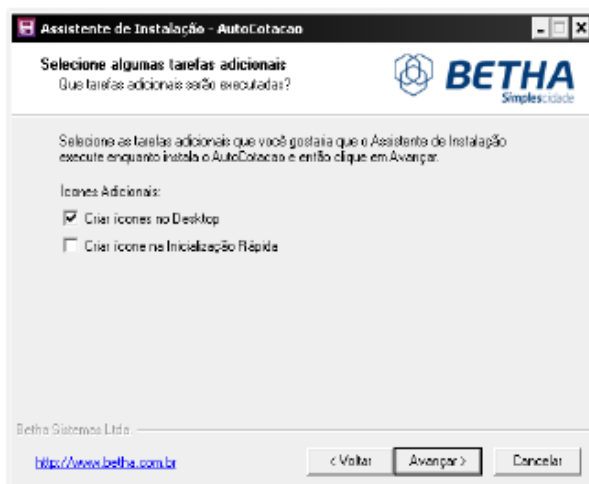 Assistente de Instalação - AutoCotacao
Selecione algumas tarefas adicionais
Que tarefas adicionais serão executadas?
BETHA
Simplescidade
Selecione as tarefas adicionais que você gostaria que o Assistente de Instalação
execute enquanto instala o AutoCotacao e então clique em Avançar.
Ícones Adicionais:
Criar ícones no Desktop
Criar ícone na Inicialização Rápida
Betha Sistemas Ltda.
http://www.betha.com.br
< Voltar
Avançar >
Cancelar